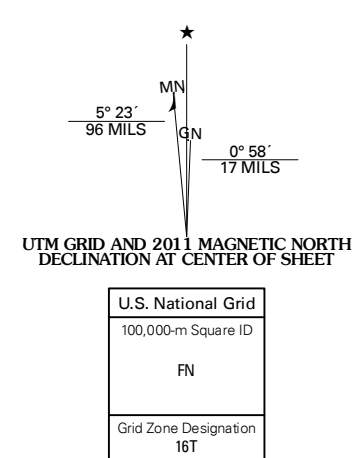 ★
MN
5° 23´
96 MILS
GN
0° 58´
17 MILS
UTM GRID AND 2011 MAGNETIC NORTH
DECLINATION AT CENTER OF SHEET
U.S. National Grid
100,000-m Square ID
FN
Grid Zone Designation
16T